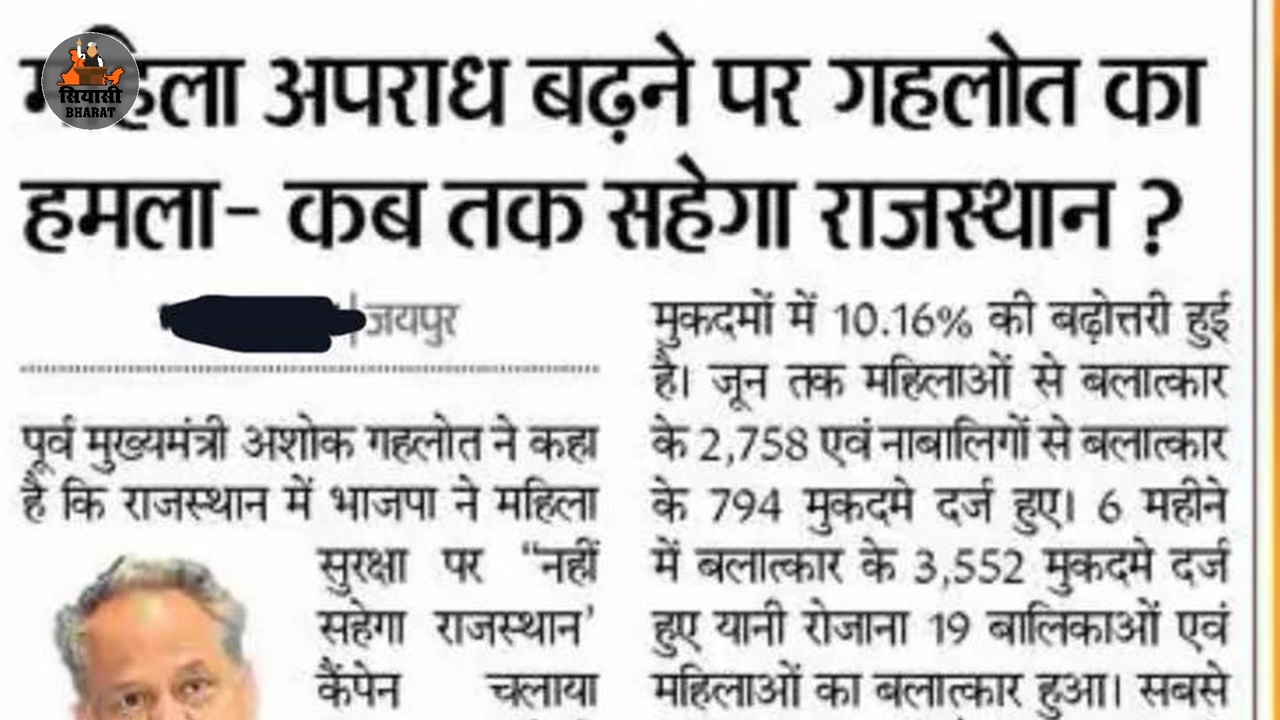 महिला अपराध बढ़ने पर गहलोत का
हमला- कब तक सहेगा राजस्थान ?
सियासी
BHARAT
जयपुर
पूर्व मुख्यमंत्री अशोक गहलोत ने कहा
है कि राजस्थान में भाजपा ने महिला
सुरक्षा पर “नहीं
सहेगा राजस्थान’
कैंपेन चलाया
मुकदमों में 10.16% की बढ़ोत्तरी हुई
है। जून तक महिलाओं से बलात्कार
के 2,758 एवं नाबालिगों से बलात्कार
के 794 मुकदमे दर्ज हुए। 6 महीने
में बलात्कार के 3,552 मुकदमे दर्ज
हुए यानी रोजाना 19 बालिकाओं एवं
महिलाओं का बलात्कार हुआ। सबसे